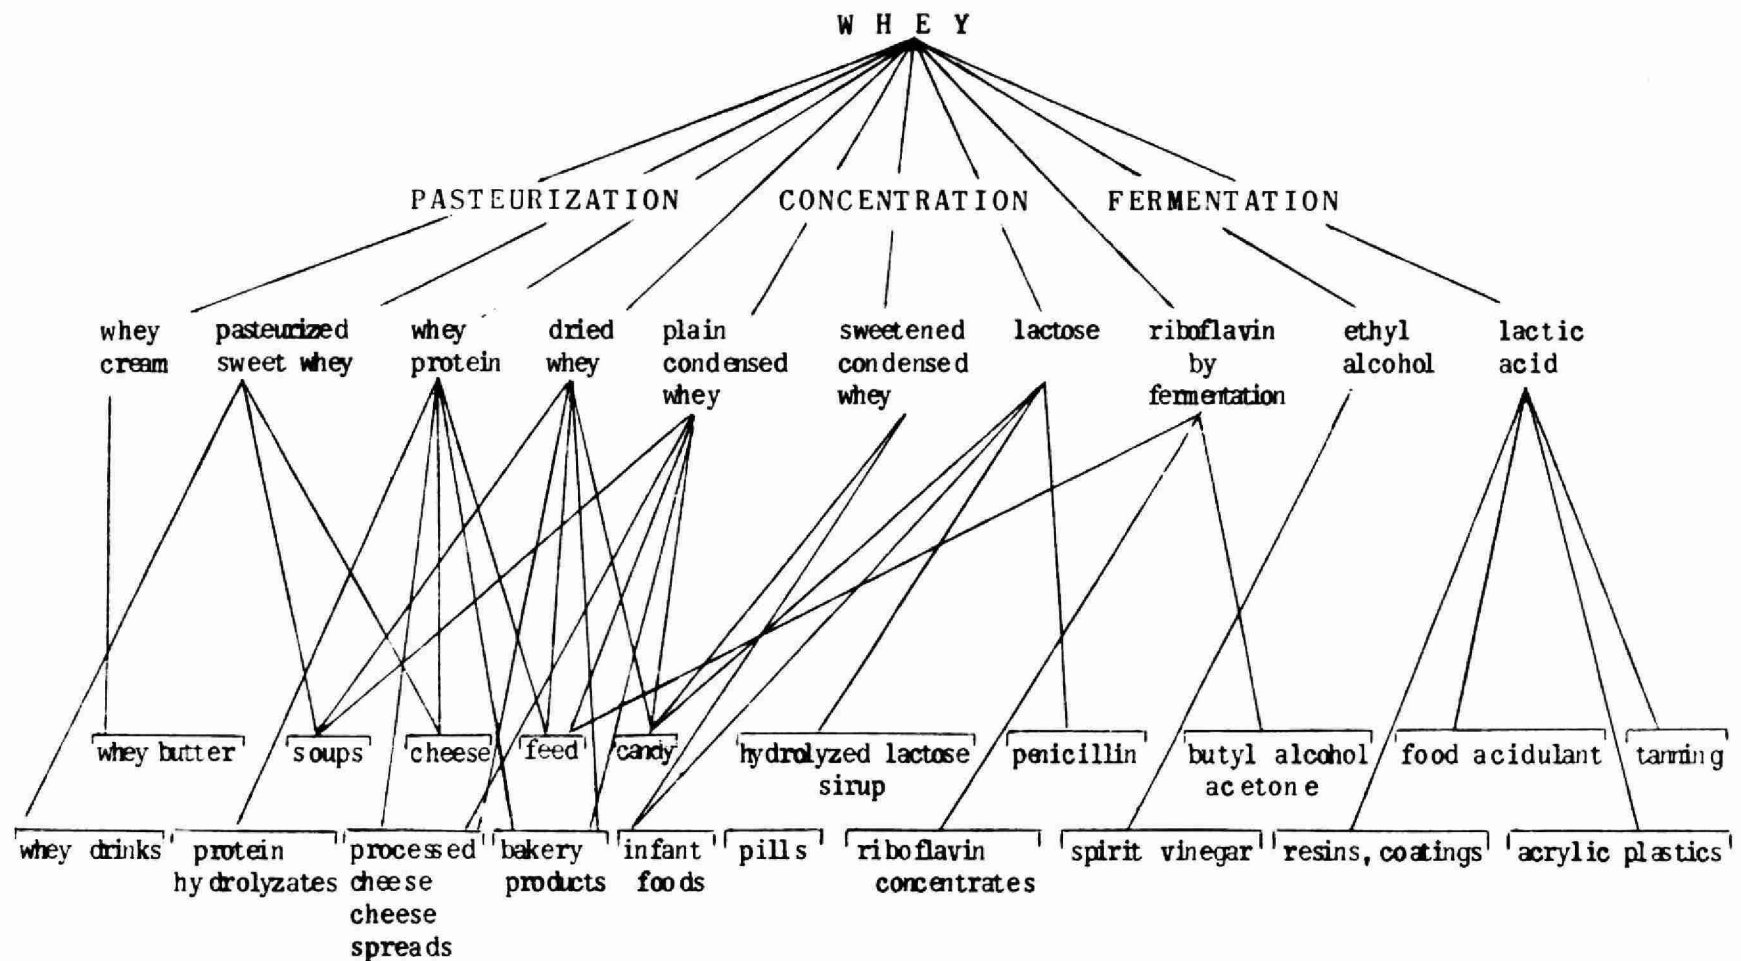 WHEY
PASTEURIZATION CONCENTRATION FERMENTATION
whey
cream
pasteurized
sweet whey
whey
protein
dried
whey
plain
condensed
whey
sweetened
condensed
whey
lactose
riboflavin
by
fermentation
ethyl
alcohol
lactic
acid
whey butter
soups
cheese
feed
candy
hydrolyzed lactose
sirup
penicillin
butyl alcohol
acetone
food acidulant
tanning
whey drinks
protein
hydrolyzates
processed
cheese
cheese
spreads
bakery
products
infant
foods
pills
riboflavin
concentrates
spirit vinegar
resins, coatings
acrylic plastics